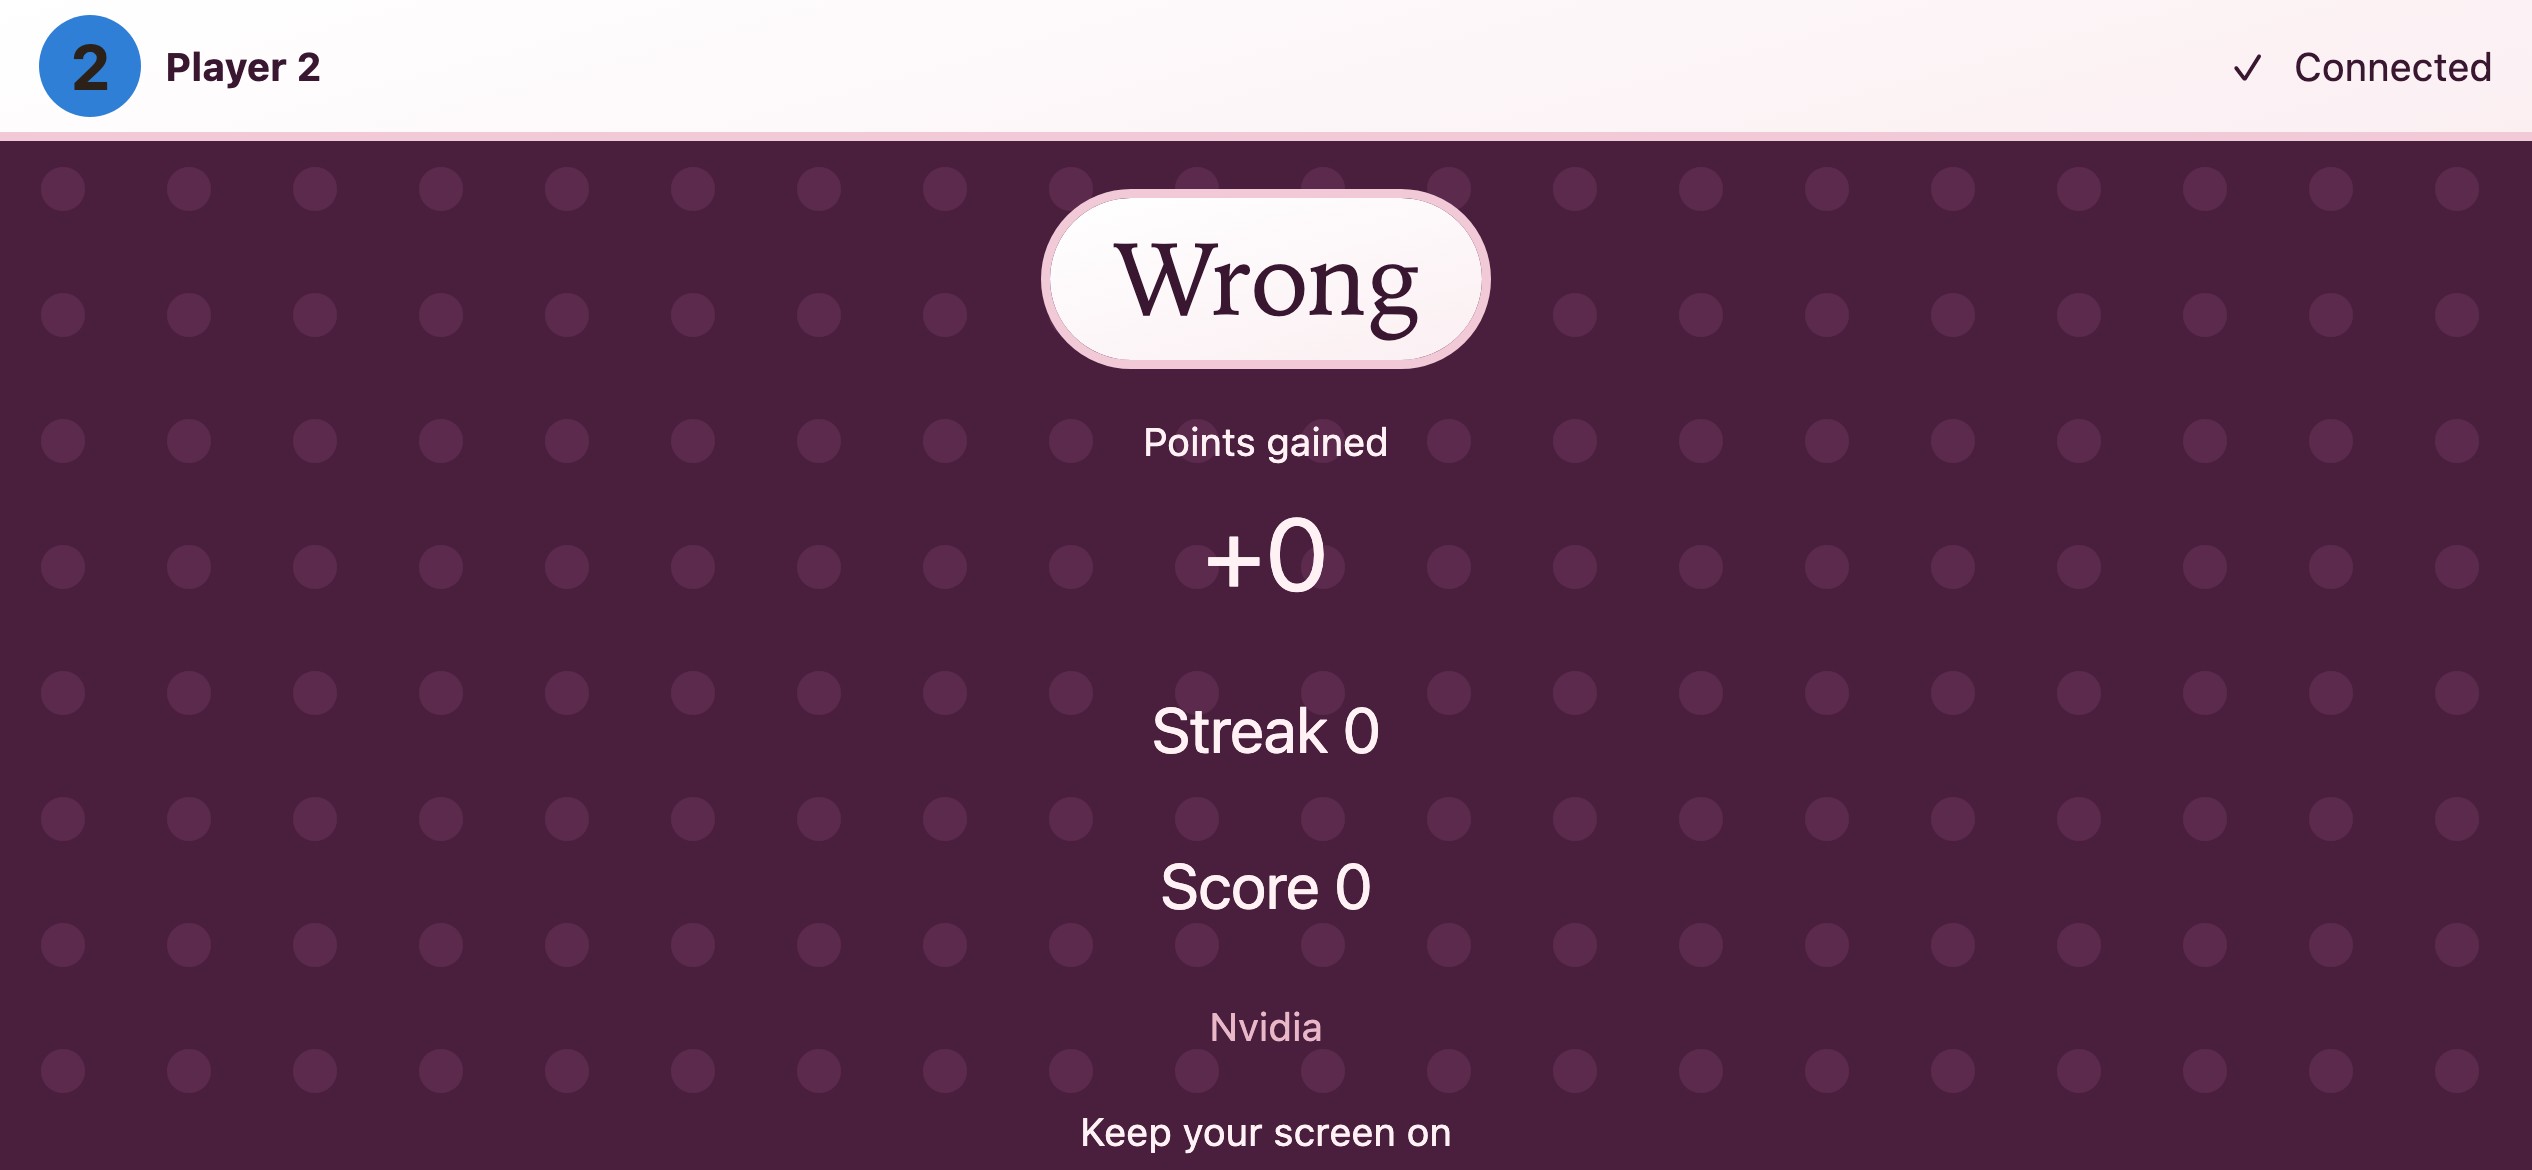 2 Player 2
✓ Connected
Wrong
Points gained
+0
Streak 0
Score 0
Nvidia
Keep your screen on